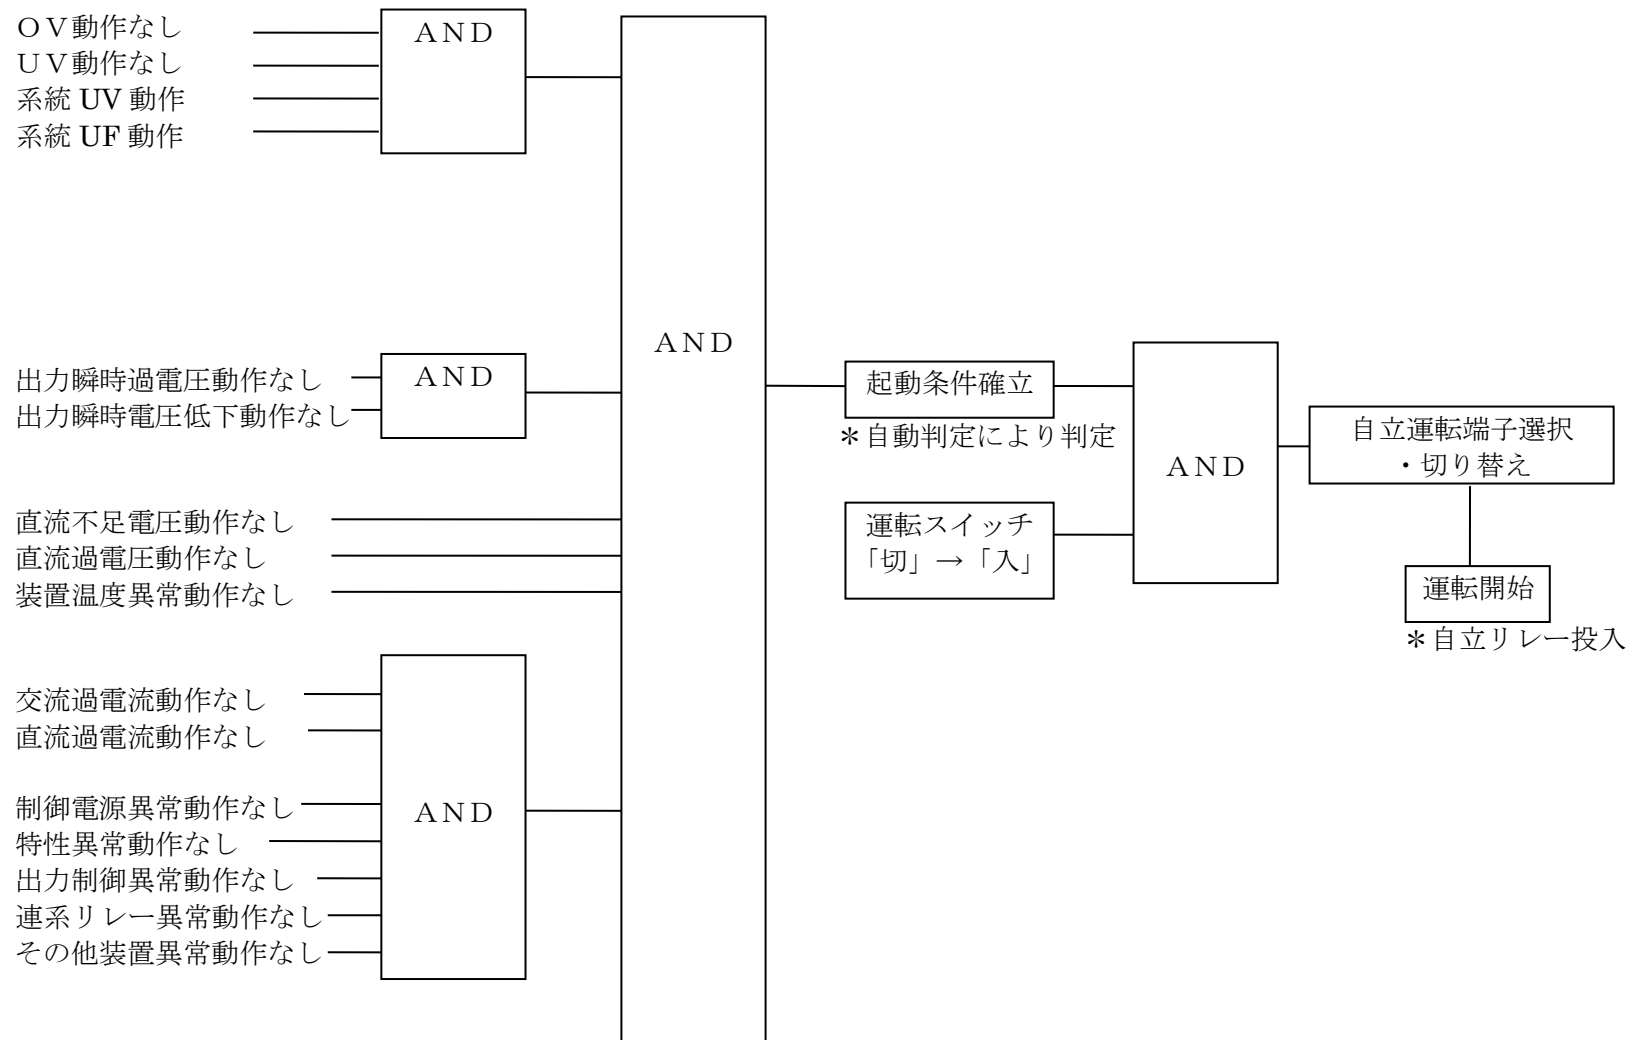 ＯＶ動作なし
ＵＶ動作なし
系統 UV 動作
系統 UF 動作
ＡＮＤ
出力瞬時過電圧動作なし
出力瞬時電圧低下動作なし
ＡＮＤ
直流不足電圧動作なし
直流過電圧動作なし
装置温度異常動作なし
交流過電流動作なし
直流過電流動作なし
制御電源異常動作なし
特性異常動作なし
出力制御異常動作なし
連系リレー異常動作なし
その他装置異常動作なし
ＡＮＤ
ＡＮＤ
起動条件確立
＊自動判定により判定
運転スイッチ
「切」→「入」
ＡＮＤ
自立運転端子選択
・切り替え
運転開始
＊自立リレー投入